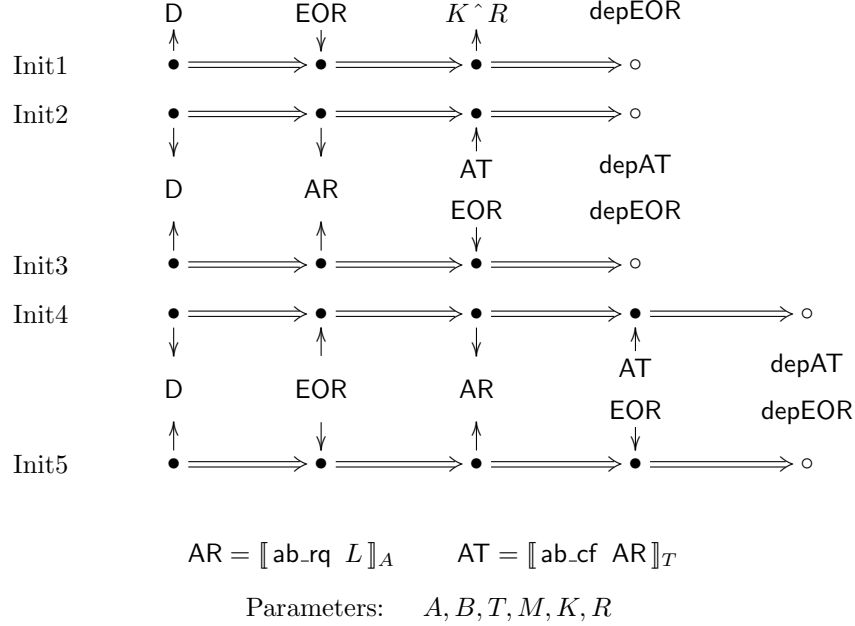 D EOR K ˆ R depEOR
Init1
Init2
AT depAT
D AR
EOR depEOR
Init3
Init4
AT depAT
D EOR AR
EOR depEOR
Init5
AR = ⟦ ab_rq L ⟧_A AT = ⟦ ab_cf AR ⟧_T
Parameters: A, B, T, M, K, R